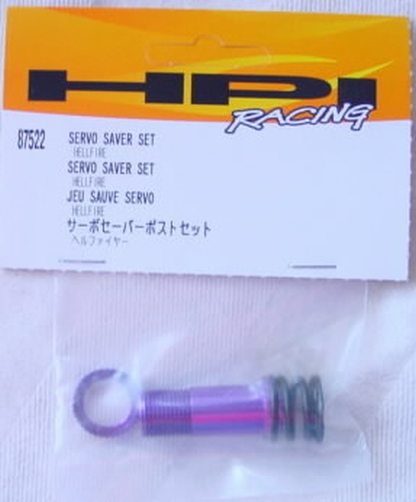 HPI
RACING
87522
SERVO SAVER SET
HELLFIRE
SERVO SAVER SET
HELLFIRE
JEU SAUVE SERVO
HELLFIRE
サーボセーバーポストセット
ヘルファイヤー